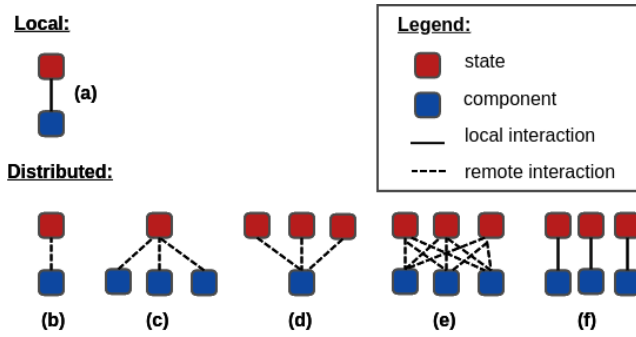 Local:
(a)
Legend:
state
component
local interaction
remote interaction
Distributed:
(b) (c) (d) (e) (f)